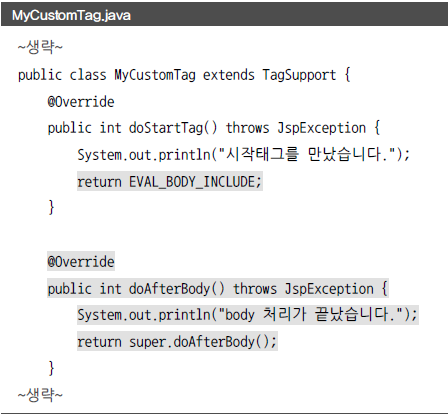 MyCustomTag.java
~생략~
public class MyCustomTag extends TagSupport {
@Override
public int doStartTag() throws JspException {
System.out.println("시작태그를 만났습니다.");
return EVAL_BODY_INCLUDE;
}
@Override
public int doAfterBody() throws JspException {
System.out.println("body 처리가 끝났습니다.");
return super.doAfterBody();
}
~생략~